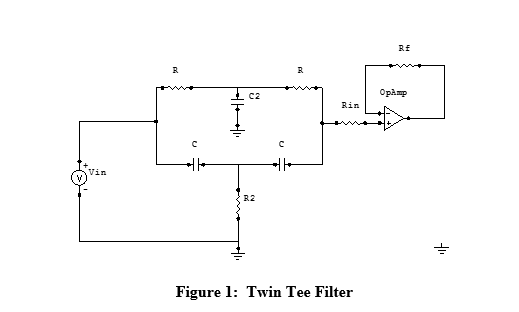 Rf
R
R
C2
OpAmp
Rin
C
C
V
Vin
R2
Figure 1: Twin Tee Filter